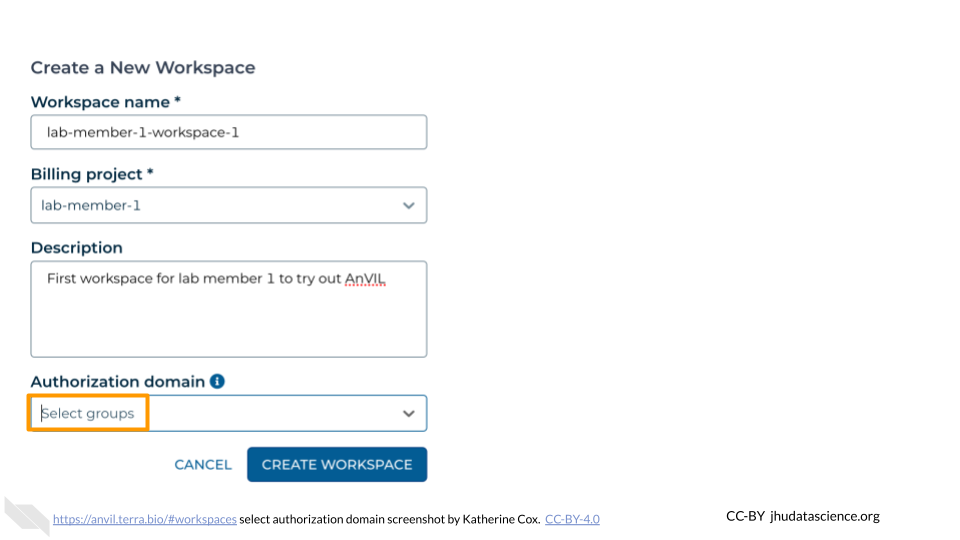 Create a New Workspace
Workspace name *
lab-member-1-workspace-1
Billing project *
lab-member-1
Description
First workspace for lab member 1 to try out AnVIL
Authorization domain
Select groups
CANCEL CREATE WORKSPACE
https://anvil.terra.bio/#workspaces select authorization domain screenshot by Katherine Cox. CC-BY-4.0
CC-BY jhudatascience.org